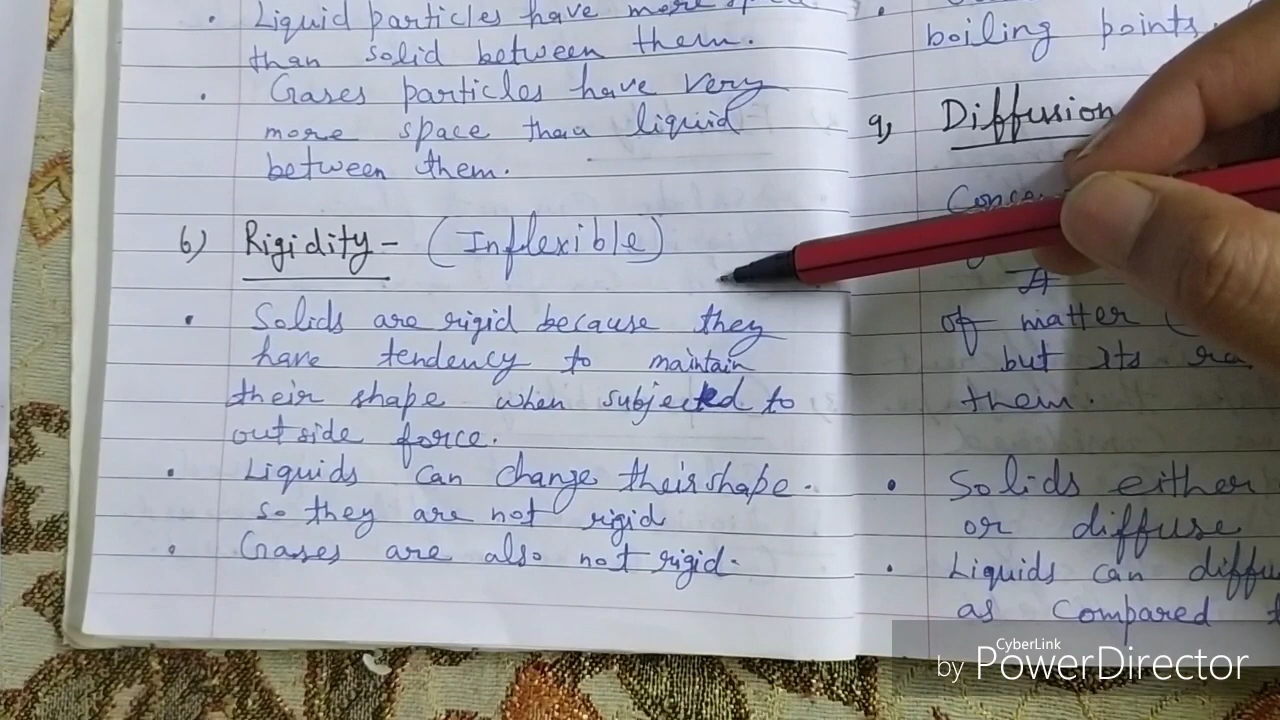 Liquid particles have more
than solid between them.
Gases particles have very
more space than liquid
between them.
6) Rigidity - (Inflexible)
• Solids are rigid because they
have tendency to maintain
their shape when subjected to
outside force.
• Liquids can change their shape.
so they are not rigid
• Gases are also not rigid.
boiling points.
9) Diffusion
It
of matter (
but its
them.
• Solids either
or diffuse
• Liquids can
as compared
CyberLink
by PowerDirector